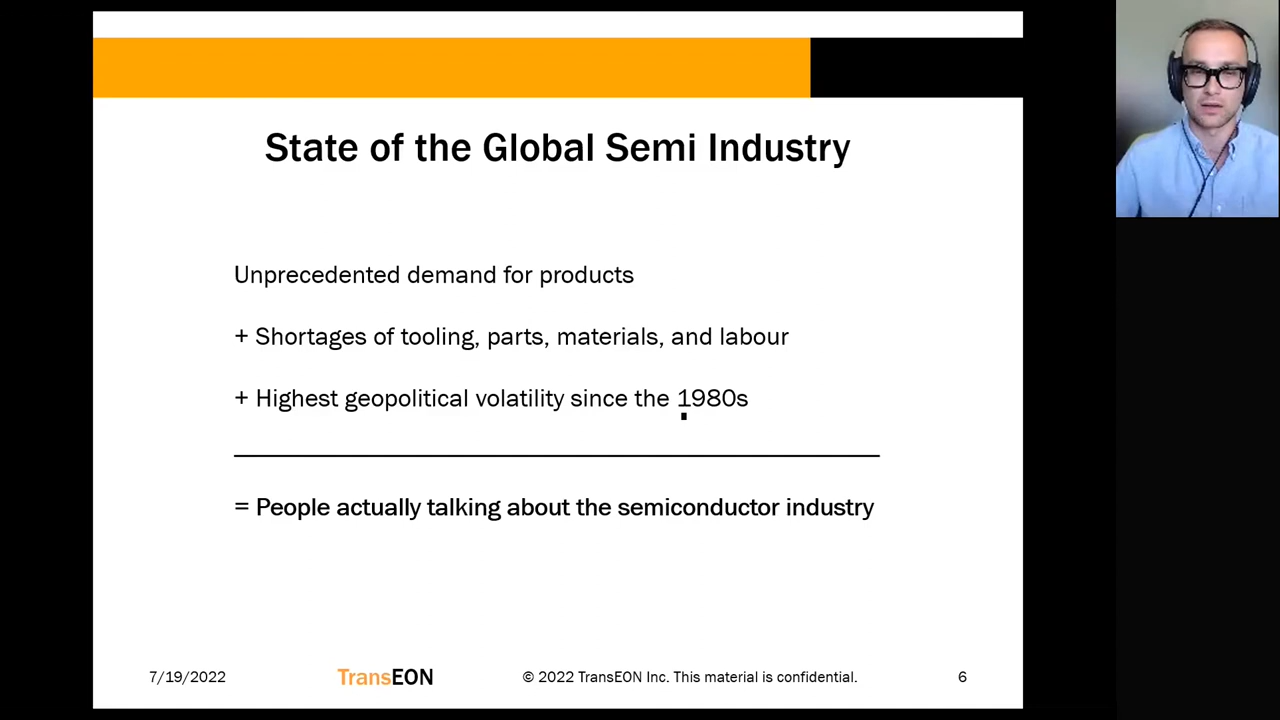 State of the Global Semi Industry
Unprecedented demand for products
+ Shortages of tooling, parts, materials, and labour
+ Highest geopolitical volatility since the 1980s
= People actually talking about the semiconductor industry
7/19/2022 TransEON © 2022 TransEON Inc. This material is confidential. 6